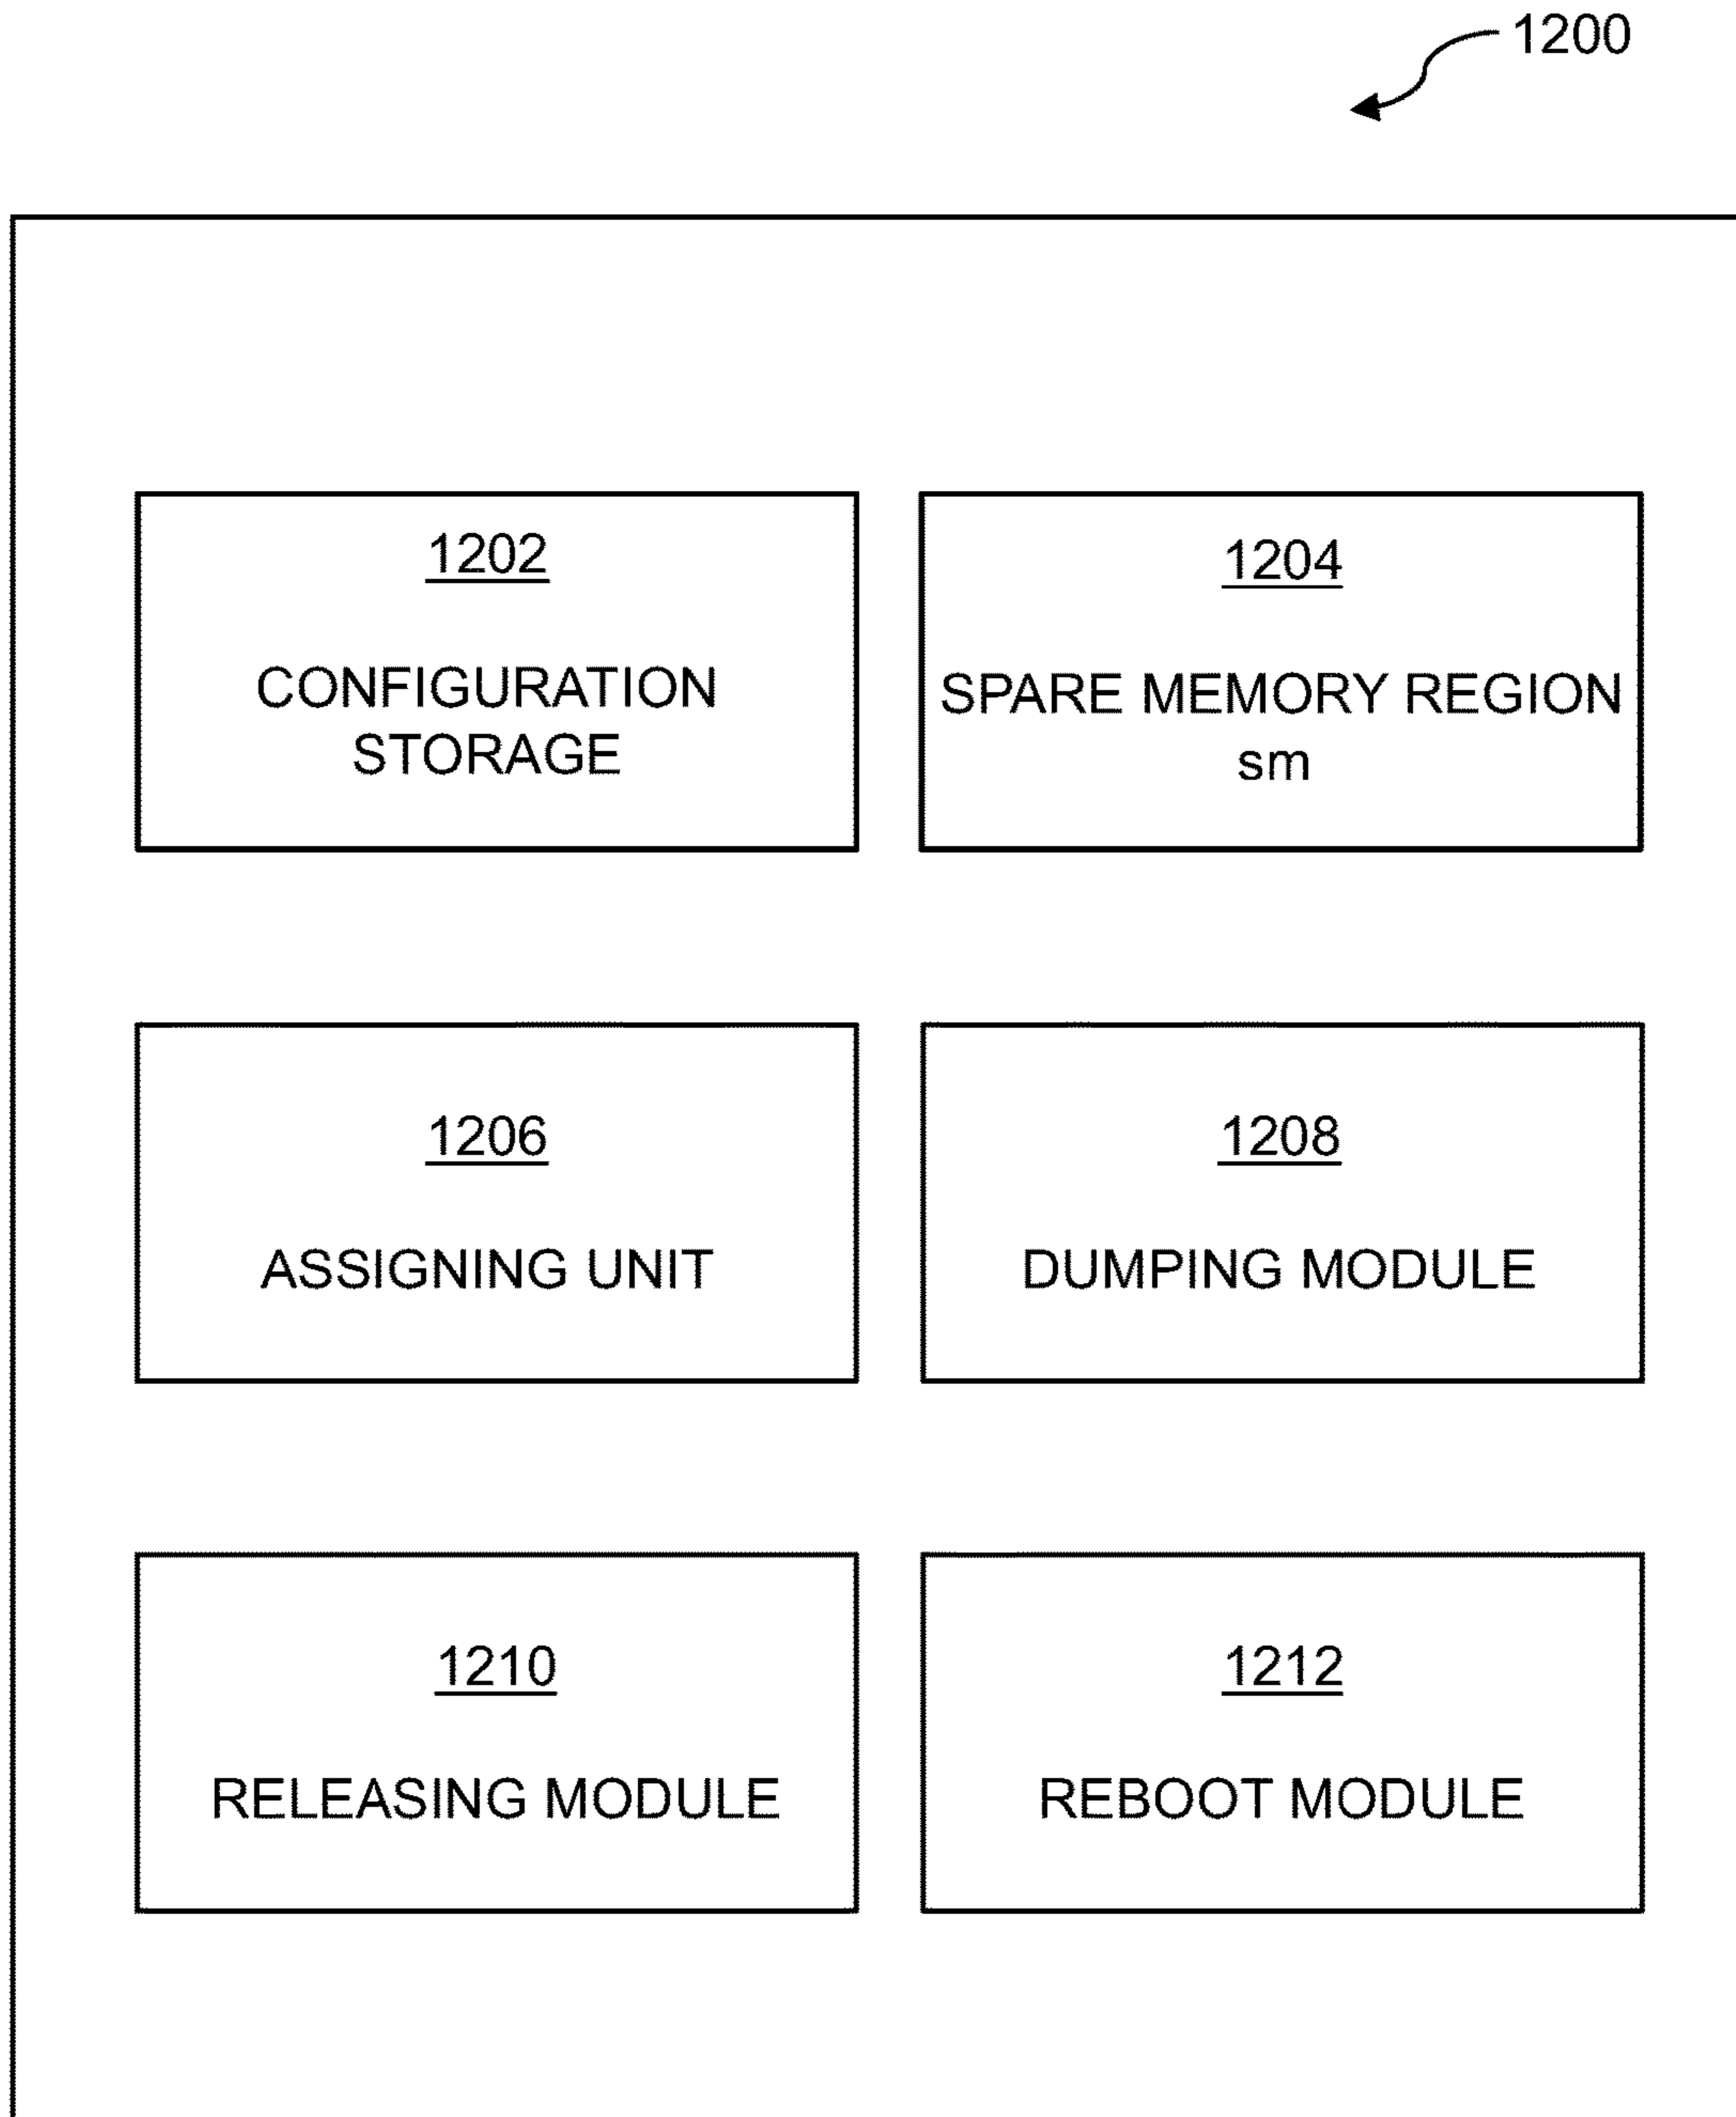 1200
1202
CONFIGURATION
STORAGE
1204
SPARE MEMORY REGION
sm
1206
ASSIGNING UNIT
1208
DUMPING MODULE
1210
RELEASING MODULE
1212
REBOOT MODULE